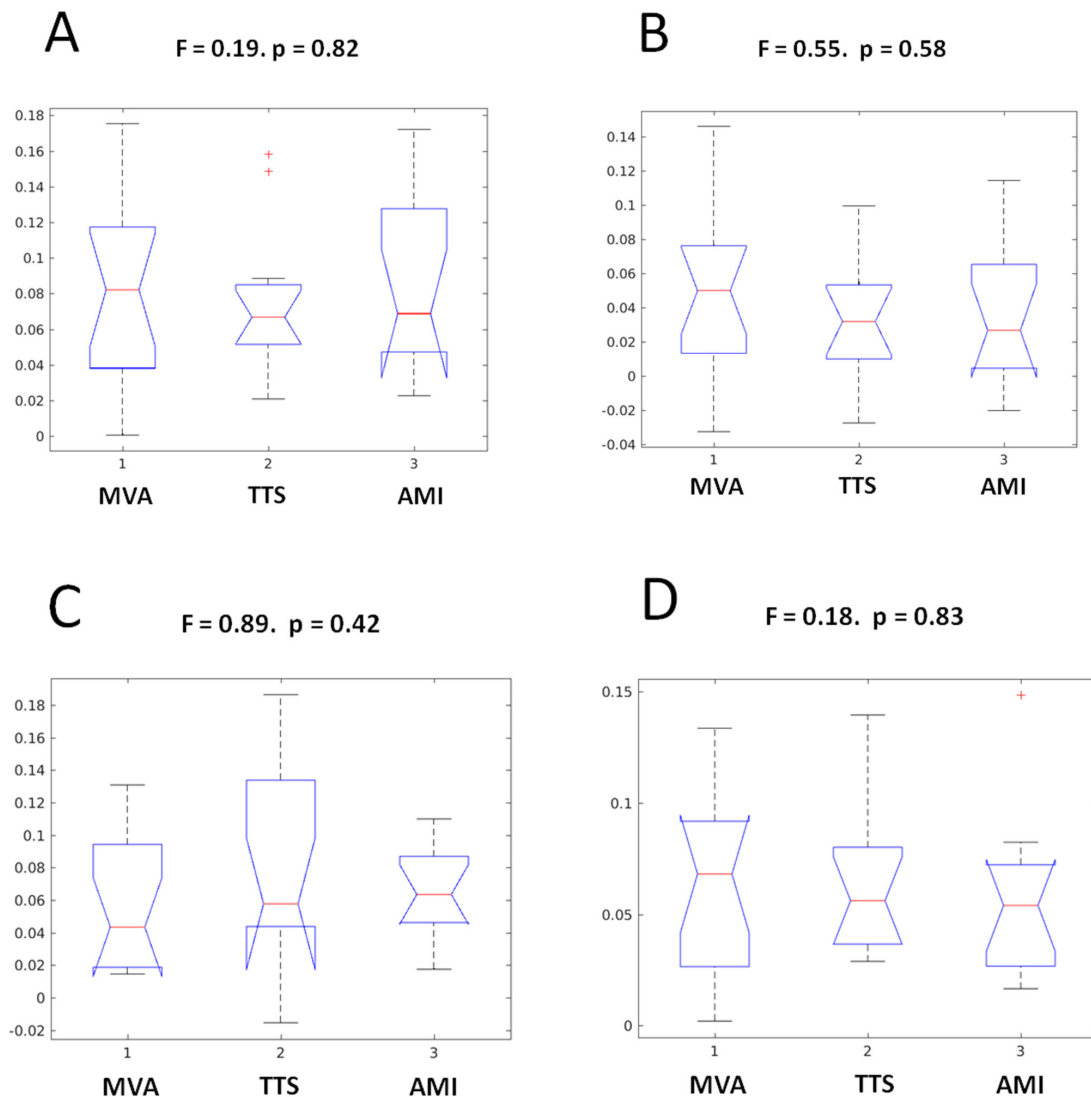 A
F = 0.19. p = 0.82
0.18
0.16
0.14
0.12
0.1
0.08
0.06
0.04
0.02
0
1 2 3
MVA TTS AMI
B
F = 0.55. p = 0.58
0.14
0.12
0.1
0.08
0.06
0.04
0.02
0
-0.02
-0.04
1 2 3
MVA TTS AMI
C
F = 0.89. p = 0.42
0.18
0.16
0.14
0.12
0.1
0.08
0.06
0.04
0.02
0
-0.02
1 2 3
MVA TTS AMI
D
F = 0.18. p = 0.83
0.15
0.1
0.05
0
1 2 3
MVA TTS AMI